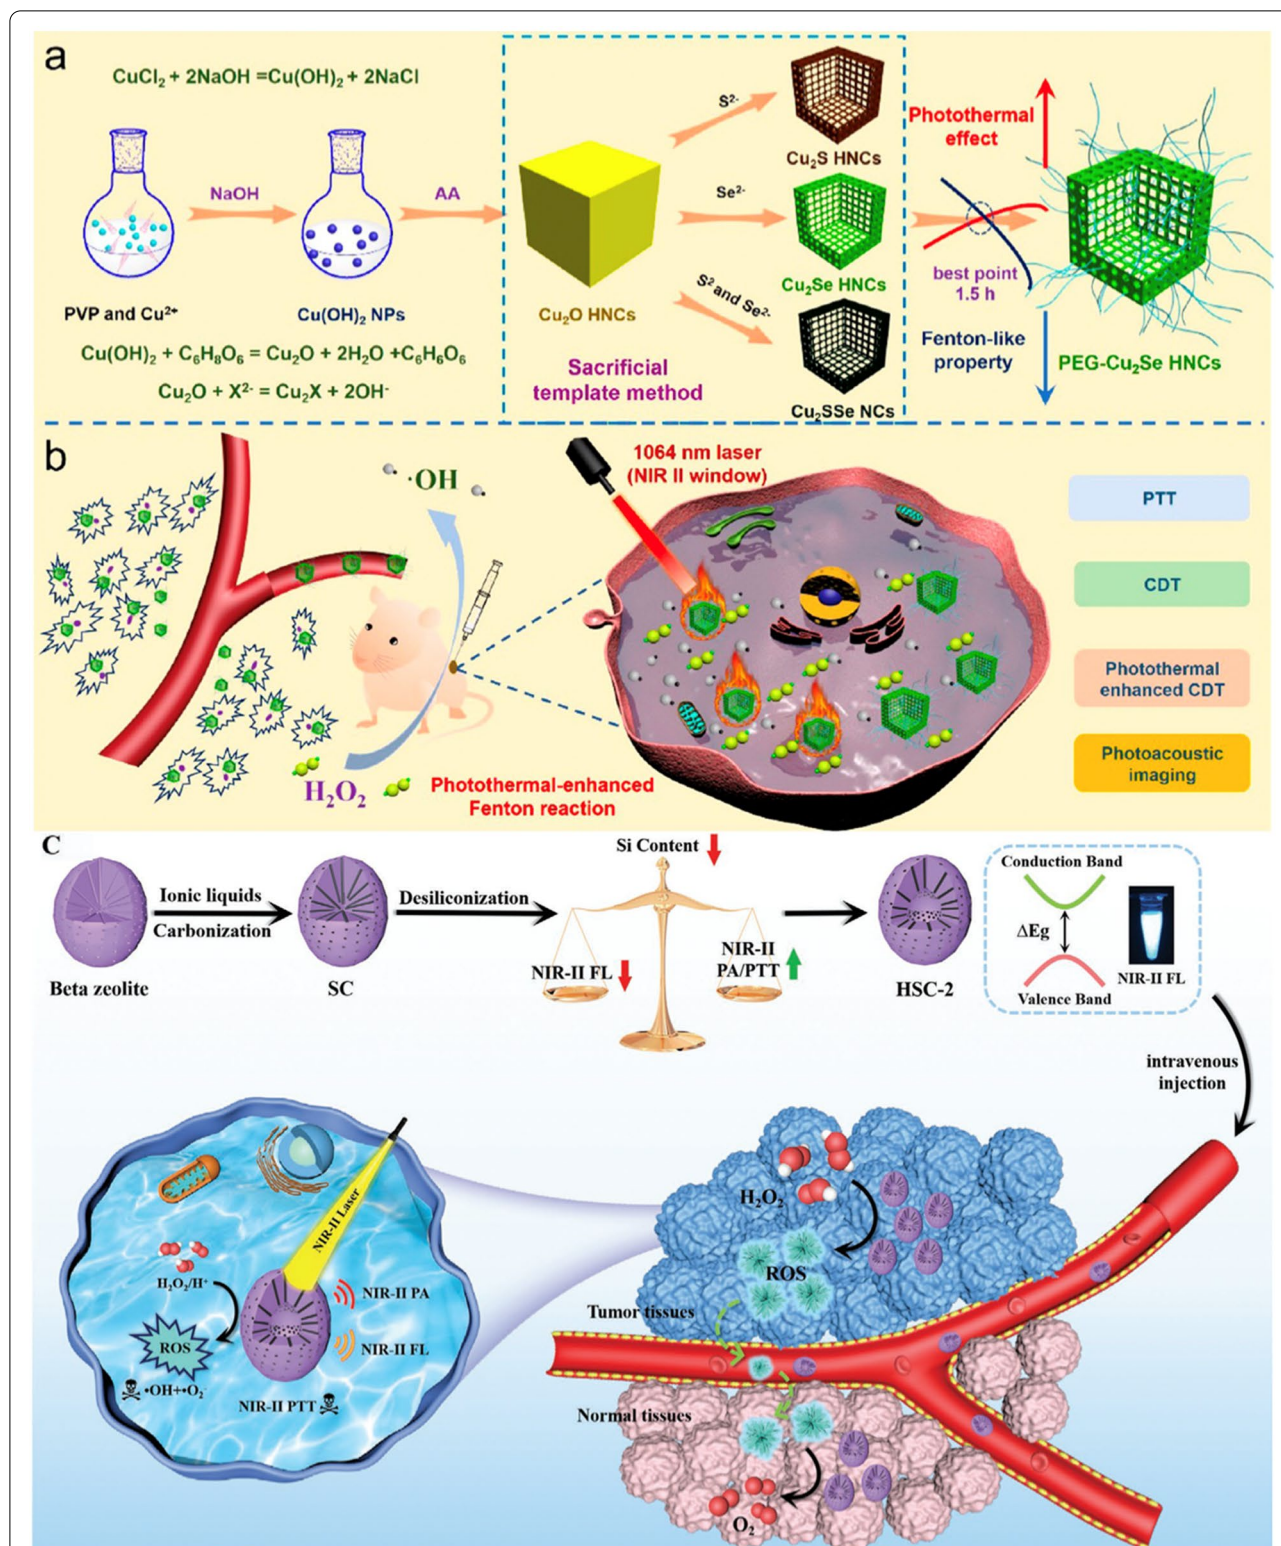 a
CuCl₂ + 2NaOH =Cu(OH)₂ + 2NaCl
NaOH
AA
PVP and Cu²⁺
Cu(OH)₂ NPs
Cu(OH)₂ + C₆H₈O₆ = Cu₂O + 2H₂O +C₆H₆O₆
Cu₂O + X²⁻ = Cu₂X + 2OH⁻
Cu₂O HNCs
Sacrificial
template method
S²⁻
Se²⁻
S² and Se²⁻
Cu₂S HNCs
Cu₂Se HNCs
Cu₂SSe NCs
Photothermal
effect
best point
1.5 h
Fenton-like
property
PEG-Cu₂Se HNCs
b
·OH
H₂O₂
Photothermal-enhanced
Fenton reaction
1064 nm laser
(NIR II window)
PTT
CDT
Photothermal
enhanced CDT
Photoacoustic
imaging
C
Beta zeolite
Ionic liquids
Carbonization
SC
Desiliconization
Si Content
NIR-II FL
NIR-II
PA/PTT
HSC-2
Conduction Band
ΔEg
Valence Band
NIR-II FL
intravenous
injection
NIR-II Laser
H₂O₂/H⁺
ROS
•OH+•O₂⁻
NIR-II PA
NIR-II FL
NIR-II PTT
H₂O₂
ROS
Tumor tissues
Normal tissues
O₂